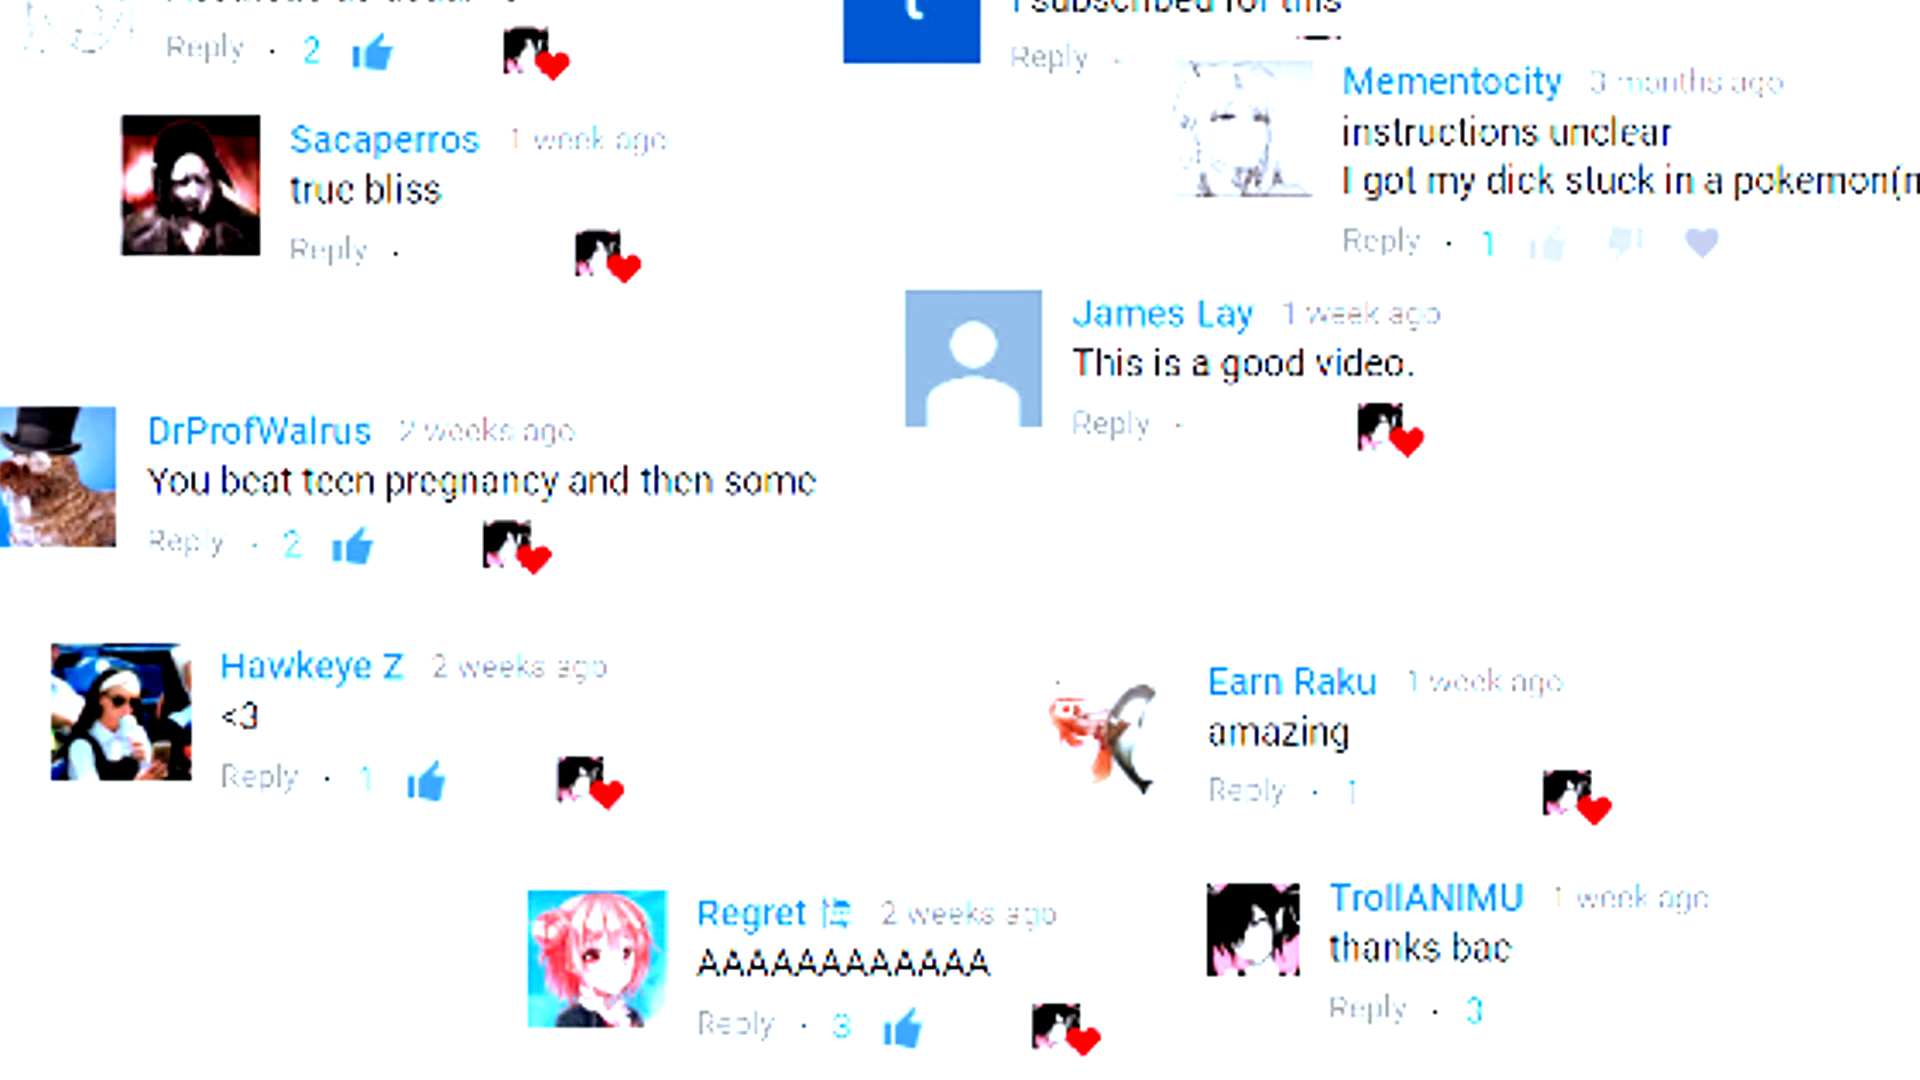 Reply · 2
I subscribed for this
Reply ·
Mementocity 3 months ago
instructions unclear
I got my dick stuck in a pokemon(n
Reply · 1
Sacaperros 1 week ago
true bliss
Reply ·
James Lay 1 week ago
This is a good video.
Reply ·
DrProfWalrus 2 weeks ago
You beat teen pregnancy and then some
Reply · 2
Hawkeye Z 2 weeks ago
<3
Reply · 1
Earn Raku 1 week ago
amazing
Reply · 1
Regret 2 weeks ago
AAAAAAAAAAAA
Reply · 3
TrollANIMU 1 week ago
thanks bae
Reply · 3